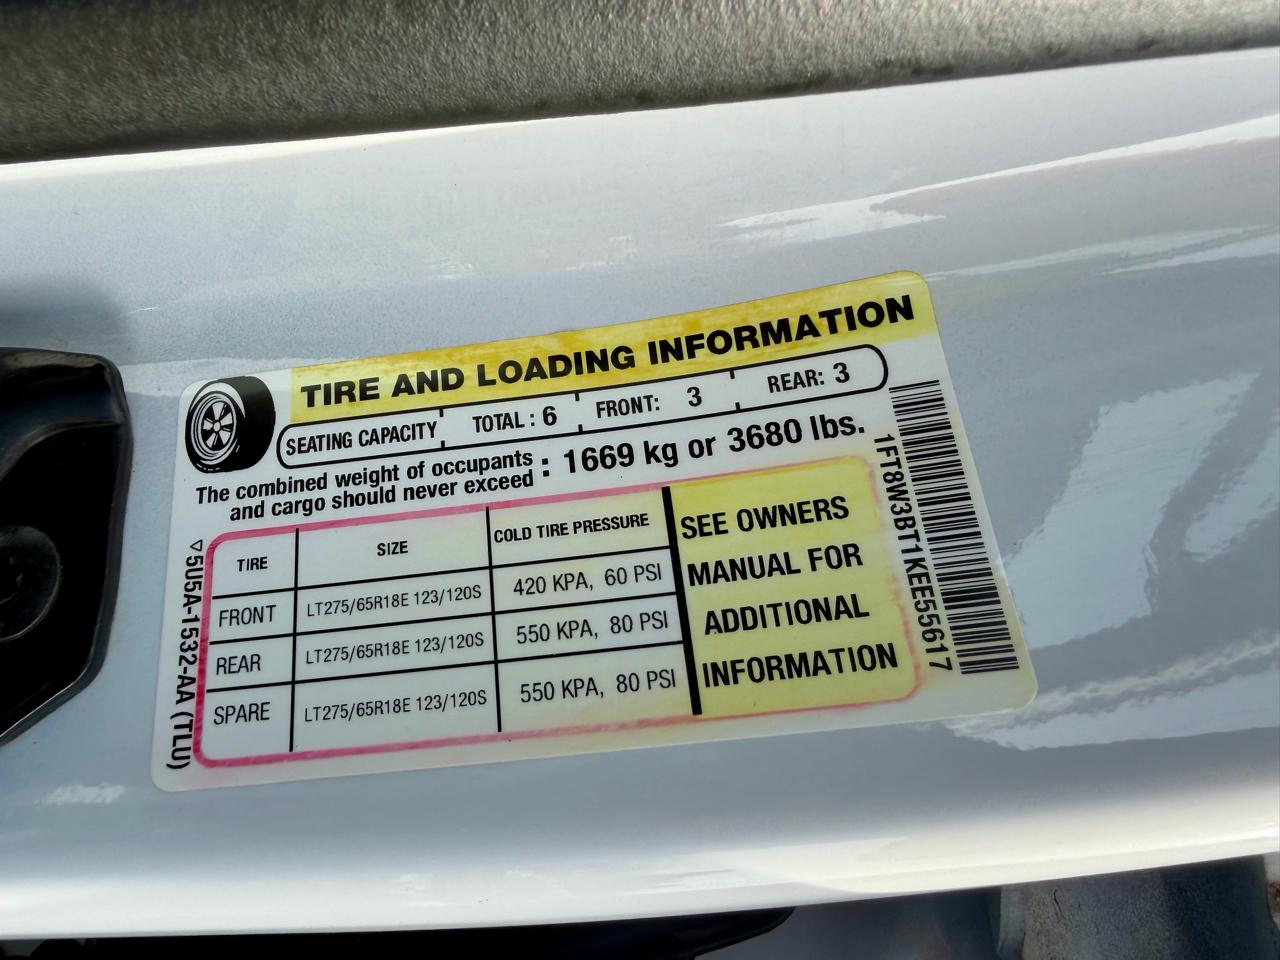 TIRE AND LOADING INFORMATION
SEATING CAPACITY TOTAL: 6 FRONT: 3 REAR: 3
The combined weight of occupants
and cargo should never exceed : 1669 kg or 3680 lbs.
TIRE SIZE COLD TIRE PRESSURE
FRONT LT275/65R18E 123/120S 420 KPA, 60 PSI
REAR LT275/65R18E 123/120S 550 KPA, 80 PSI
SPARE LT275/65R18E 123/120S 550 KPA, 80 PSI
SEE OWNERS
MANUAL FOR
ADDITIONAL
INFORMATION
1FT8W3BT1KEE55617
5U5A-1532-AA (TLU)